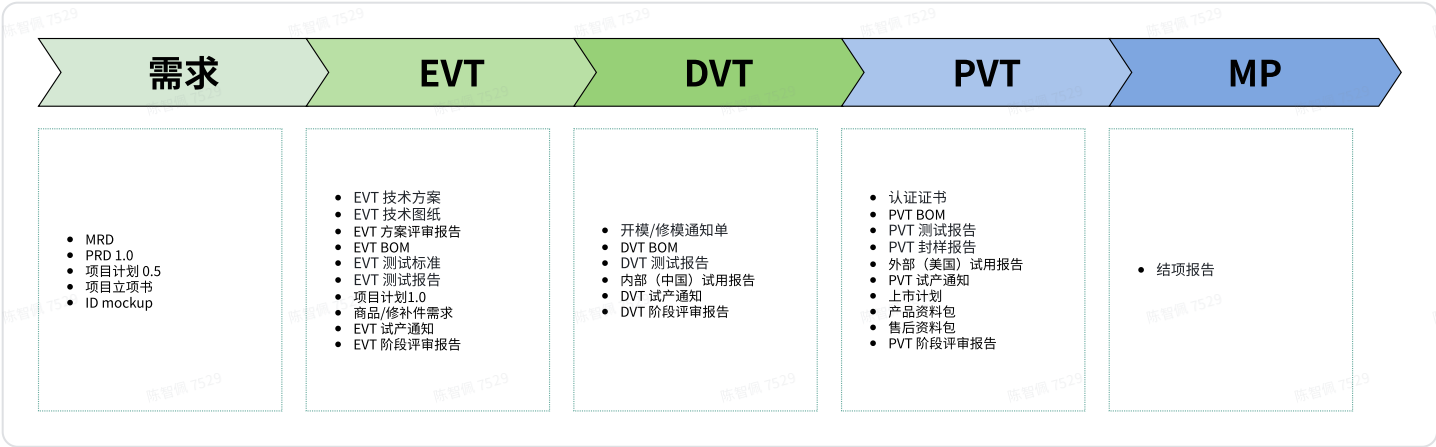 需求
EVT
DVT
PVT
MP
MRD
PRD 1.0
项目计划 0.5
项目立项书
ID mockup
EVT 技术方案
EVT 技术图纸
EVT 方案评审报告
EVT BOM
EVT 测试标准
EVT 测试报告
项目计划1.0
商品/修补件需求
EVT 试产通知
EVT 阶段评审报告
开模/修模通知单
DVT BOM
DVT 测试报告
内部（中国）试用报告
DVT 试产通知
DVT 阶段评审报告
认证证书
PVT BOM
PVT 测试报告
PVT 封样报告
外部（美国）试用报告
PVT 试产通知
上市计划
产品资料包
售后资料包
PVT 阶段评审报告
结项报告
陈智佩 7529